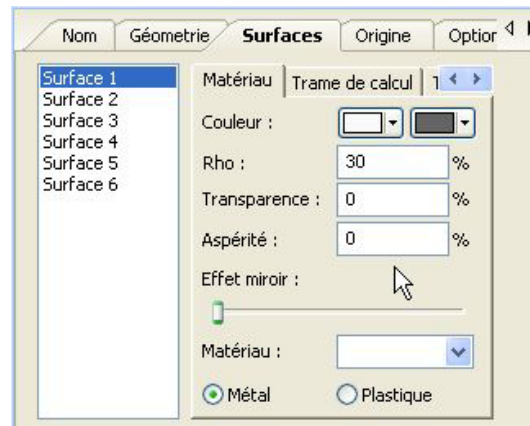 Nom Géometrie Surfaces Origine Option
Surface 1
Surface 2
Surface 3
Surface 4
Surface 5
Surface 6
Matériau Trame de calcul
Couleur :
Rho : 30 %
Transparence : 0 %
Aspérité : 0 %
Effet miroir :
Matériau :
Métal Plastique